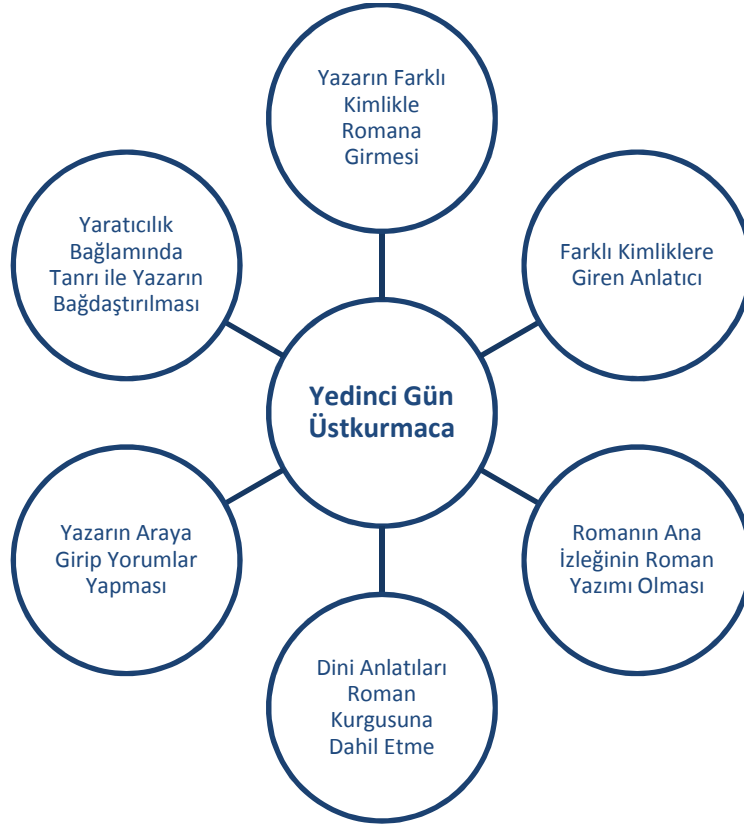 Yazarın Farklı
Kimlikle
Romana
Girmesi
Yaratıcılık
Bağlamında
Tanrı ile Yazarın
Bağdaştırılması
Farklı Kimliklere
Giren Anlatıcı
Yedinci Gün
Üstkurmaca
Yazarın Araya
Girip Yorumlar
Yapması
Romanın Ana
İzleğinin Roman
Yazımı Olması
Dini Anlatıları
Roman
Kurgusuna
Dahil Etme